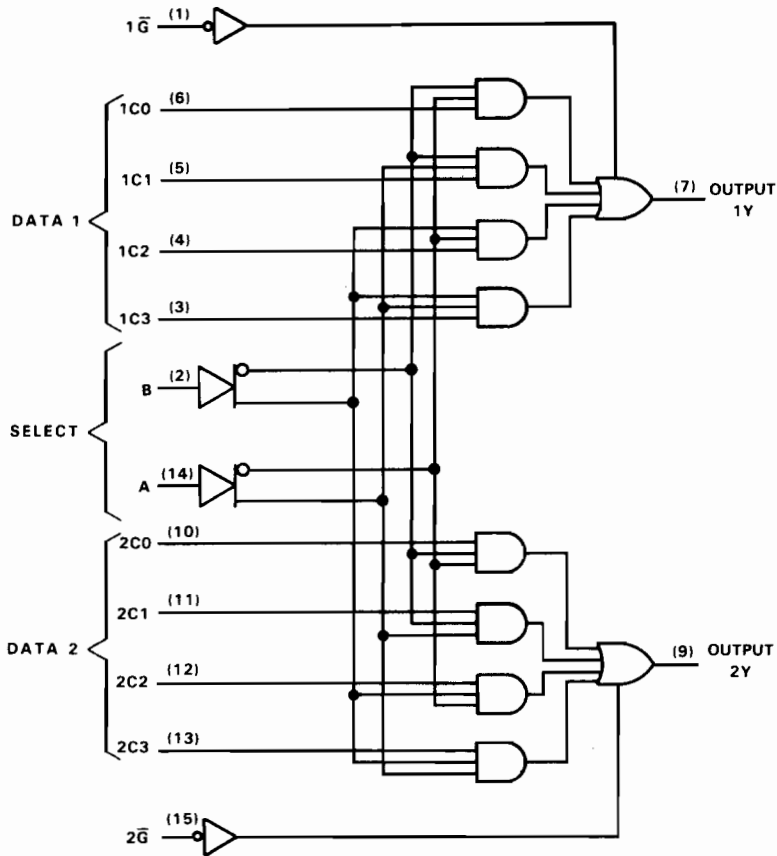 1G̅ (1)
1C0 (6)
1C1 (5)
DATA 1
1C2 (4)
1C3 (3)
(7) OUTPUT
1Y
B (2)
SELECT
A (14)
2C0 (10)
2C1 (11)
DATA 2
2C2 (12)
2C3 (13)
(9) OUTPUT
2Y
2G̅ (15)